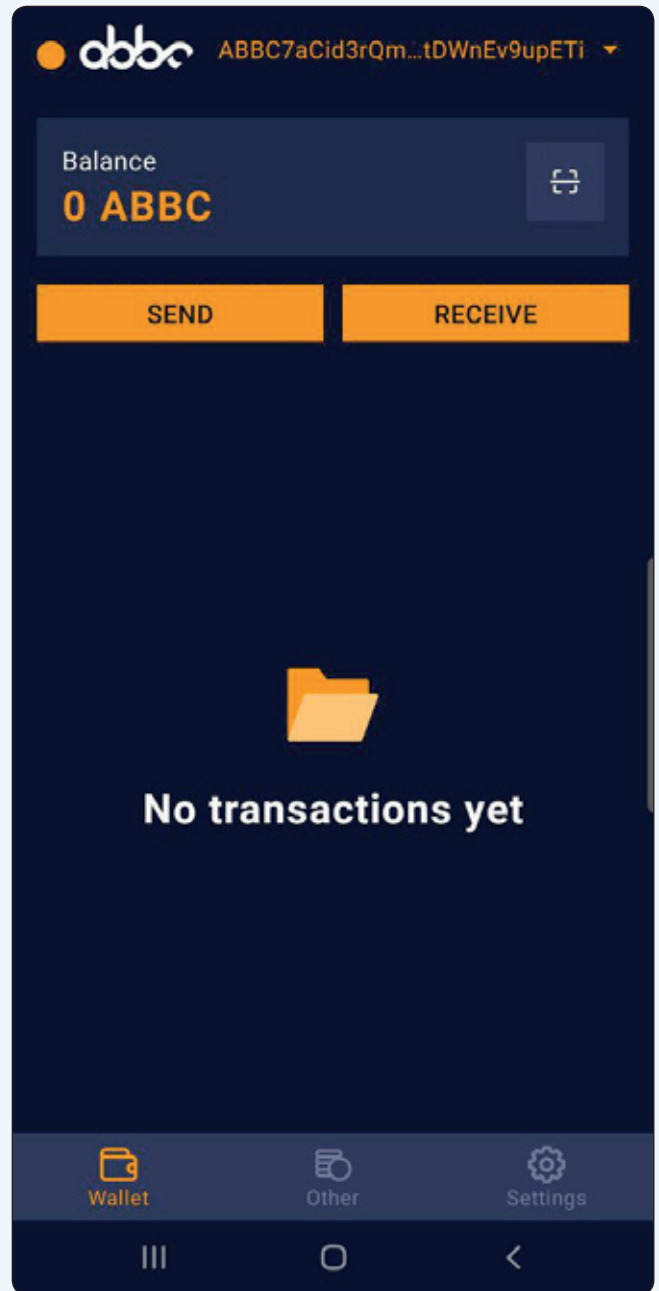 abbc ABBC7aCid3rQm...tDWnEv9upETi
Balance
0 ABBC
SEND RECEIVE
No transactions yet
Wallet Other Settings